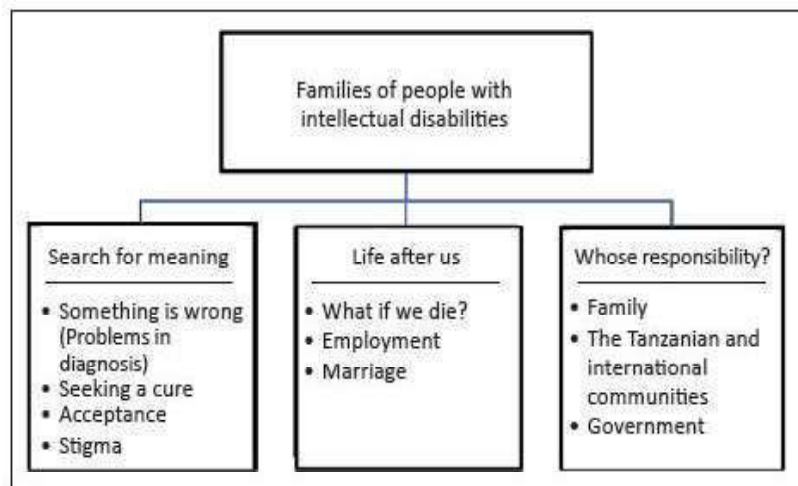 Families of people with
intellectual disabilities
Search for meaning
• Something is wrong
(Problems in
diagnosis)
• Seeking a cure
• Acceptance
• Stigma
Life after us
• What if we die?
• Employment
• Marriage
Whose responsibility?
• Family
• The Tanzanian and
international
communities
• Government